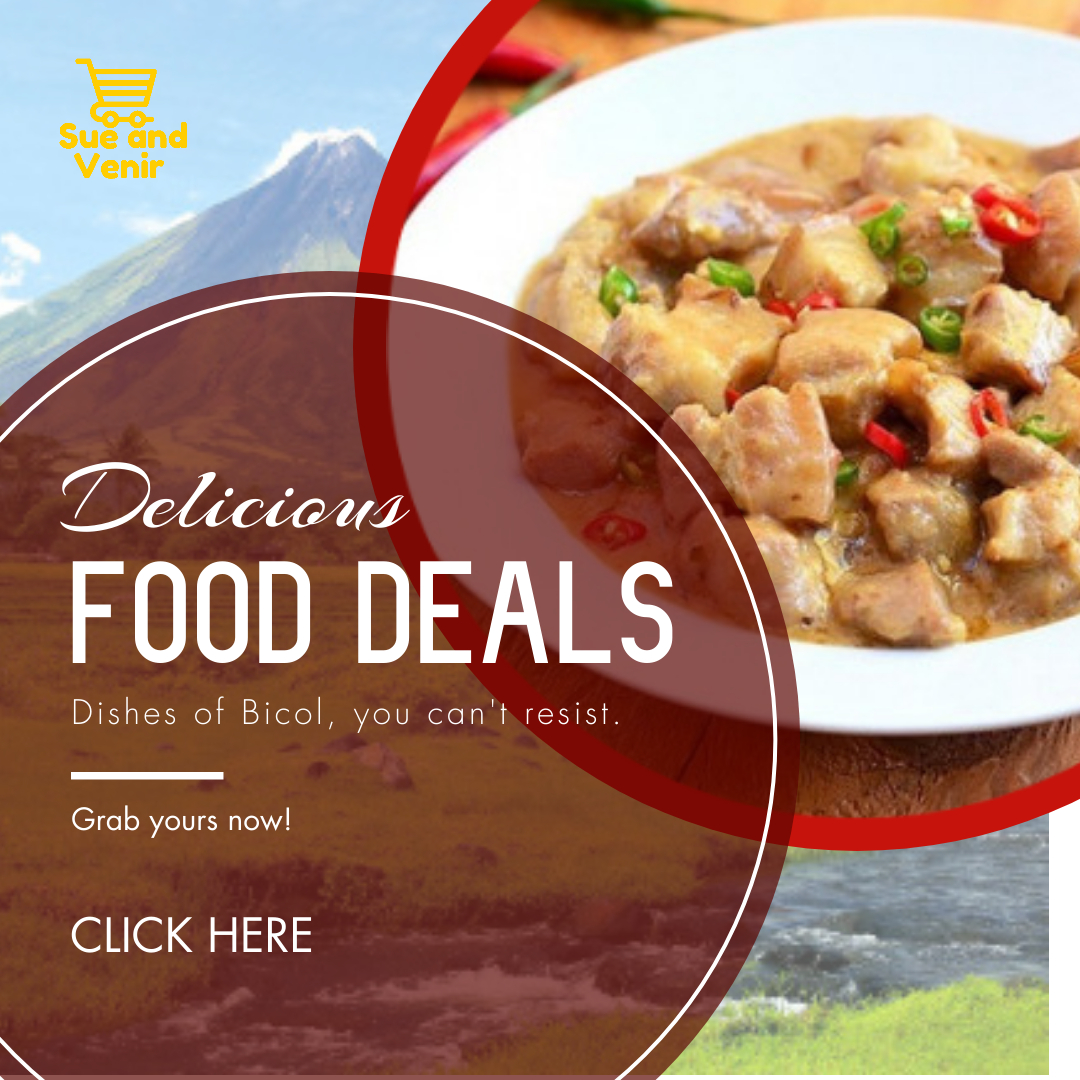 Sue and
Venir
Delicious
FOOD DEALS
Dishes of Bicol, you can't resist.
Grab yours now!
CLICK HERE